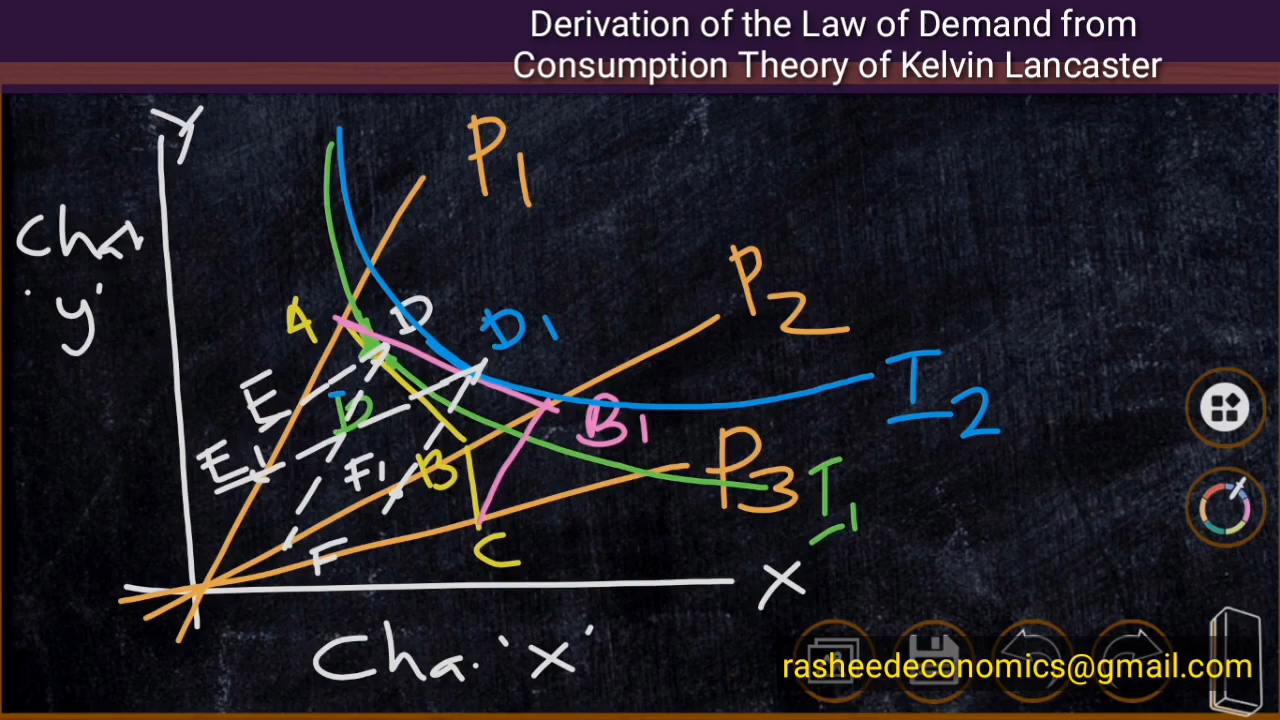 Derivation of the Law of Demand from
Consumption Theory of Kelvin Lancaster
Y
P1
Cha
'y'
P2
A
D
D1
I2
E
D
B1
E1
F1
B
P3
I1
F
C
X
Cha. 'x'
rasheedeconomics@gmail.com